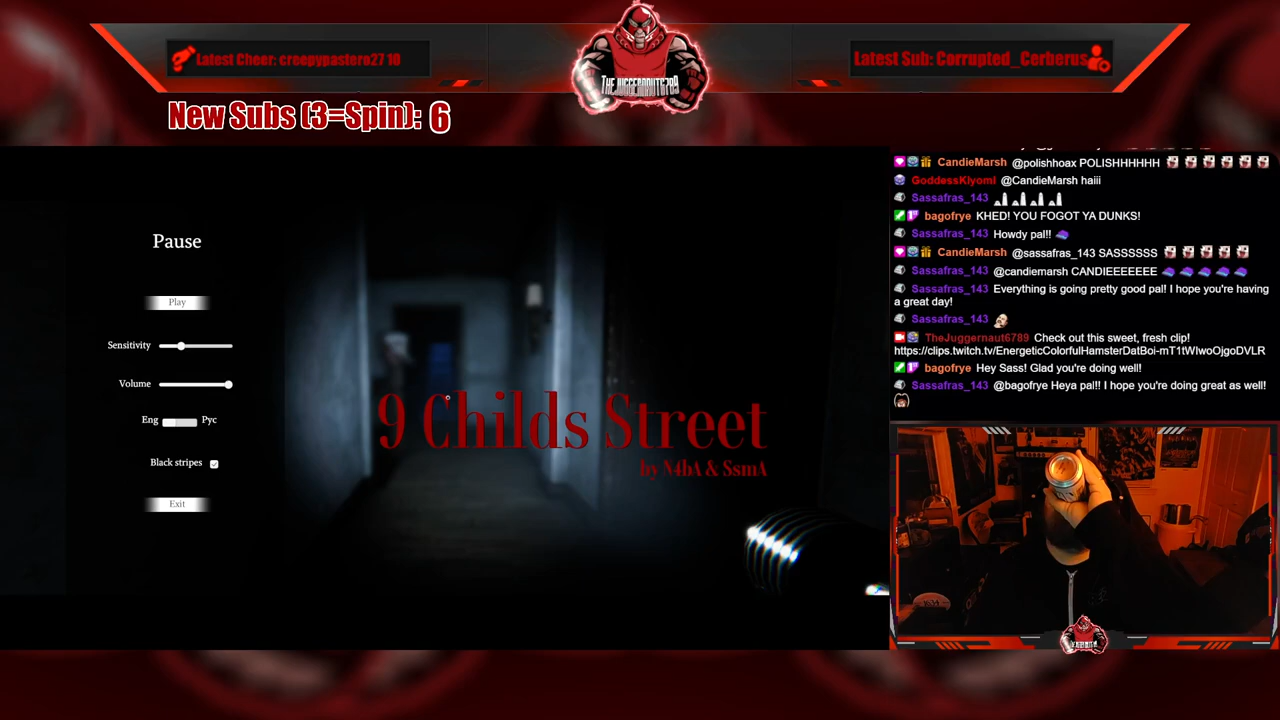 Latest Cheer: creepypastero27 10
THEJUGGERNAUT6789
Latest Sub: Corrupted_Cerberus
New Subs (3=Spin): 6
Pause
Play
Sensitivity
Volume
Eng Рус
Black stripes
Exit
9 Childs Street
by N4bA & SsmA
CandieMarsh @polishhoax POLISHHHHHH
GoddessKiyomi @CandieMarsh haiii
Sassafras_143
bagofrye KHED! YOU FOGOT YA DUNKS!
Sassafras_143 Howdy pal!!
CandieMarsh @sassafras_143 SASSSSSS
Sassafras_143 @candiemarsh CANDIEEEEEEE
Sassafras_143 Everything is going pretty good pal! I hope you're having
a great day!
Sassafras_143
TheJuggernaut6789 Check out this sweet, fresh clip!
https://clips.twitch.tv/EnergeticColorfulHamsterDatBoi-mT1tWlwoOjgoDVLR
bagofrye Hey Sass! Glad you're doing well!
Sassafras_143 @bagofrye Heya pal!! I hope you're doing great as well!